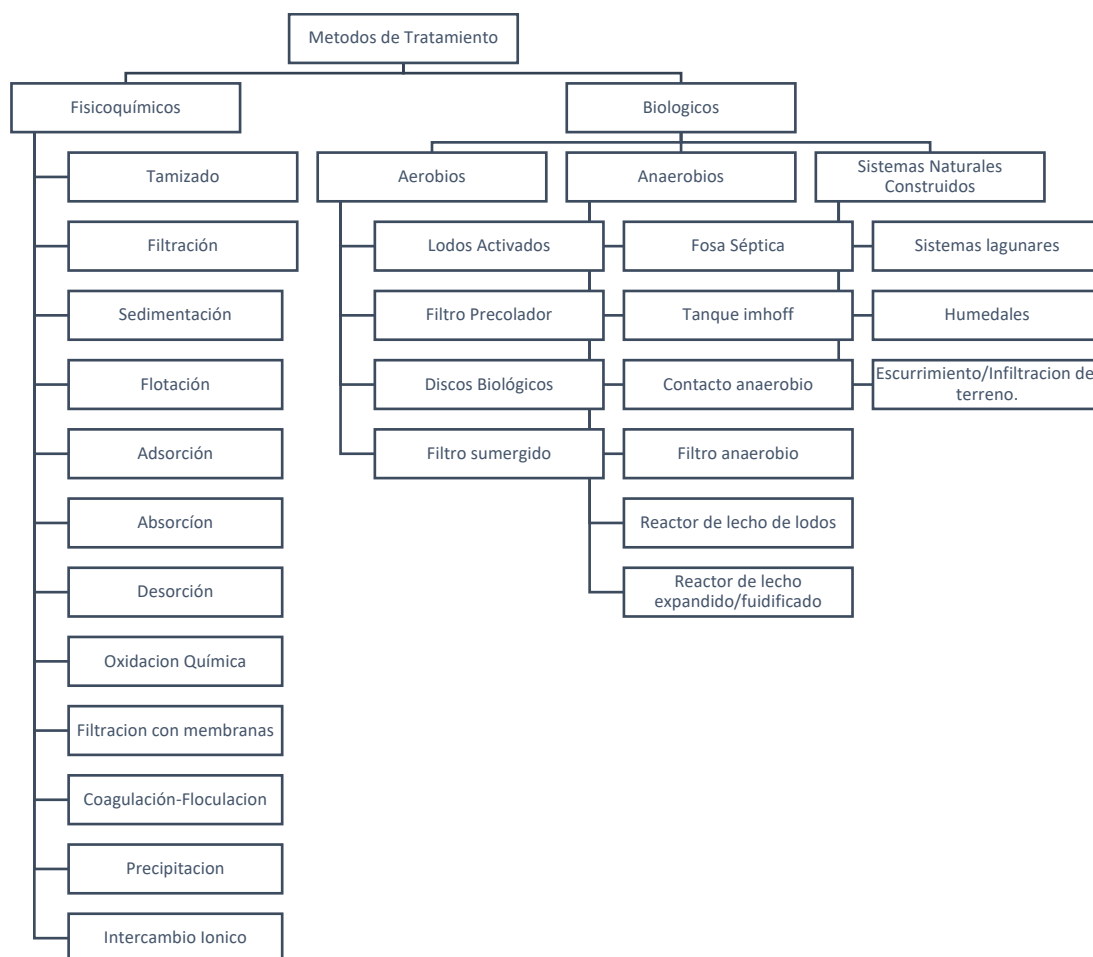 Metodos de Tratamiento
Fisicoquímicos
Tamizado
Filtración
Sedimentación
Flotación
Adsorción
Absorcíon
Desorción
Oxidacion Química
Filtracion con membranas
Coagulación-Floculacion
Precipitacion
Intercambio Ionico
Biologicos
Aerobios
Lodos Activados
Filtro Precolador
Discos Biológicos
Filtro sumergido
Anaerobios
Fosa Séptica
Tanque imhoff
Contacto anaerobio
Filtro anaerobio
Reactor de lecho de lodos
Reactor de lecho
expandido/fuidificado
Sistemas Naturales
Construidos
Sistemas lagunares
Humedales
Escurrimiento/Infiltracion de
terreno.